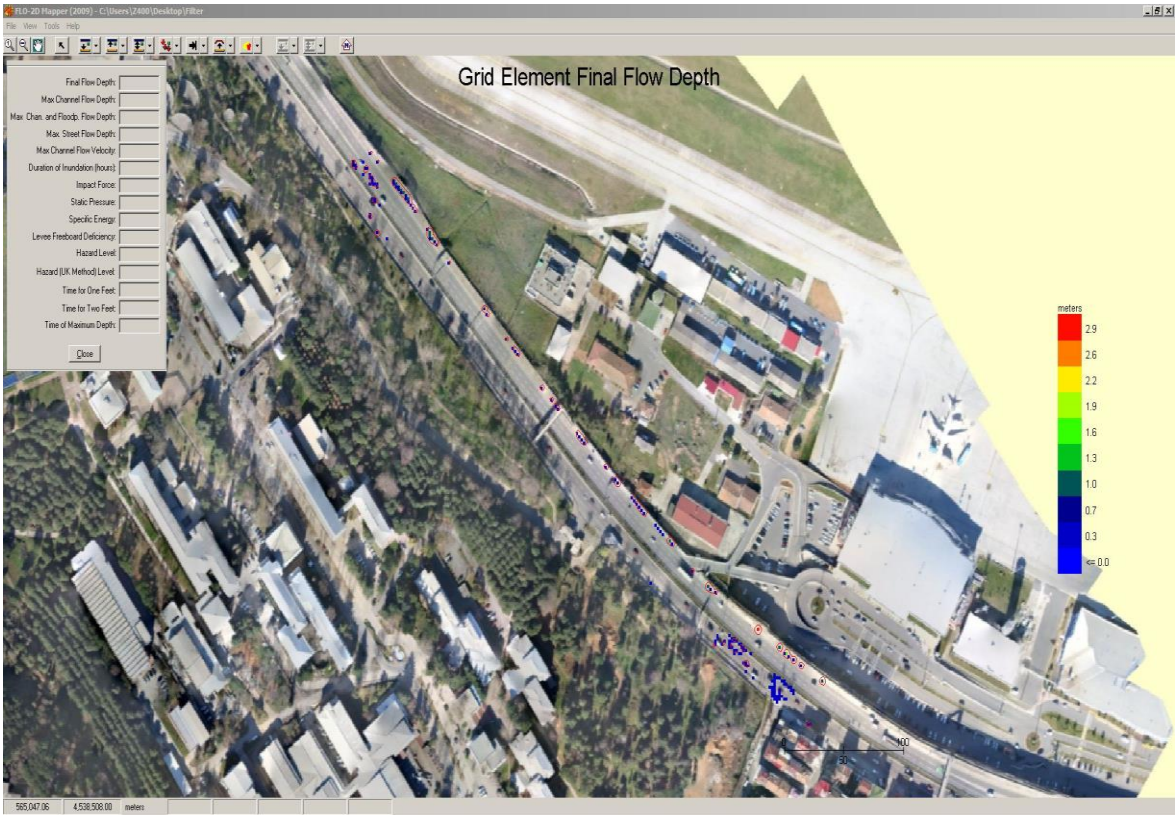 FLO-2D Mapper (2009) - C:\Users\Z400\Desktop\Filter
File View Tools Help
Grid Element Final Flow Depth
Final Flow Depth:
Max Channel Flow Depth:
Max. Chan. and Floodp. Flow Depth:
Max. Street Flow Depth:
Max Channel Flow Velocity:
Duration of Inundation (hours):
Impact Force:
Static Pressure:
Specific Energy:
Levee Freeboard Deficiency:
Hazard Level:
Hazard (UK Method) Level:
Time for One Feet:
Time for Two Feet:
Time of Maximum Depth:
Close
meters
2.9
2.6
2.2
1.9
1.6
1.3
1.0
0.7
0.3
<= 0.0
100
50
565,047.06 4,538,508.00 meters